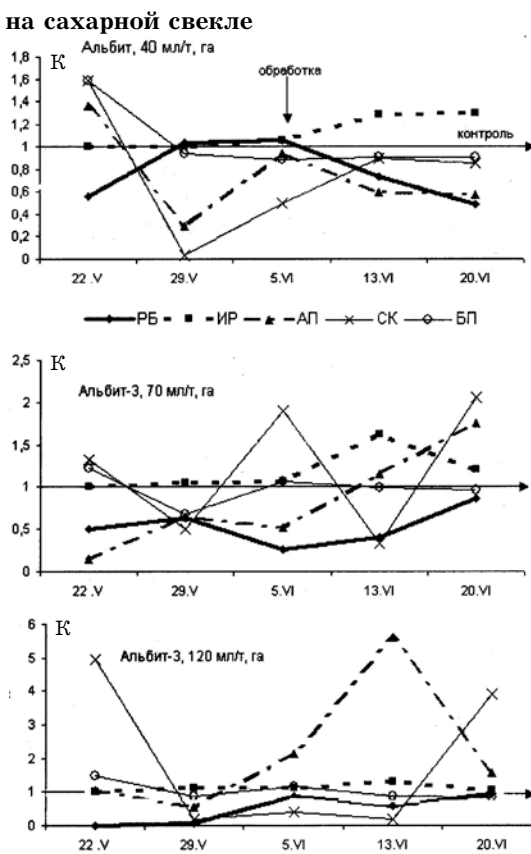 на сахарной свекле
Альбит, 40 мл/т, га
К
1,8
1,6
1,4
1,2
1
0,8
0,6
0,4
0,2
0
обработка
контроль
22 .V 29.V 5.VI 13.VI 20.VI
РБ ИР АП СК БП
К
Альбит-3, 70 мл/т, га
2,5
2
1,5
1
0,5
0
22 .V 29.V 5.VI 13.VI 20.VI
К
Альбит-3, 120 мл/т, га
6
5
4
3
2
1
0
22 .V 29.V 5.VI 13.VI 20.VI